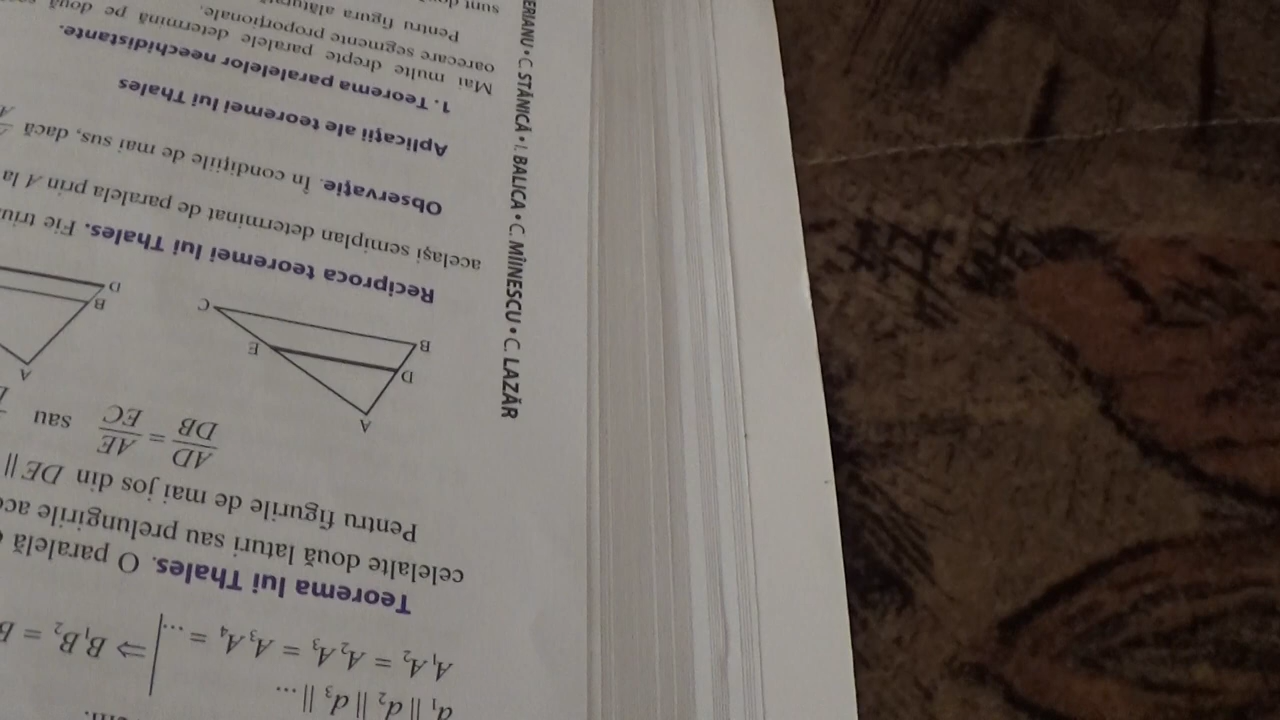 d₁ || d₂ || d₃ || ...
A₁A₂ = A₂A₃ = A₃A₄ = ... ⇒ B₁B₂ =
Teorema lui Thales. O paralelă
celelalte două laturi sau prelungirile
Pentru figurile de mai jos din DE ||
AD/DB = AE/EC sau
A
D
E
B
C
A
B
D
Reciproca teoremei lui Thales. Fie
același semiplan determinat de paralela prin A la
Observație. În condițiile de mai sus, dacă
Aplicații ale teoremei lui Thales
1. Teorema paralelelor neechidistante.
Mai multe drepte paralele determină pe două
oarecare segmente proporționale.
Pentru figura
sunt
ERIANU • C. STĂNICĂ • I. BALICA • C. MÎINESCU • C. LAZĂR